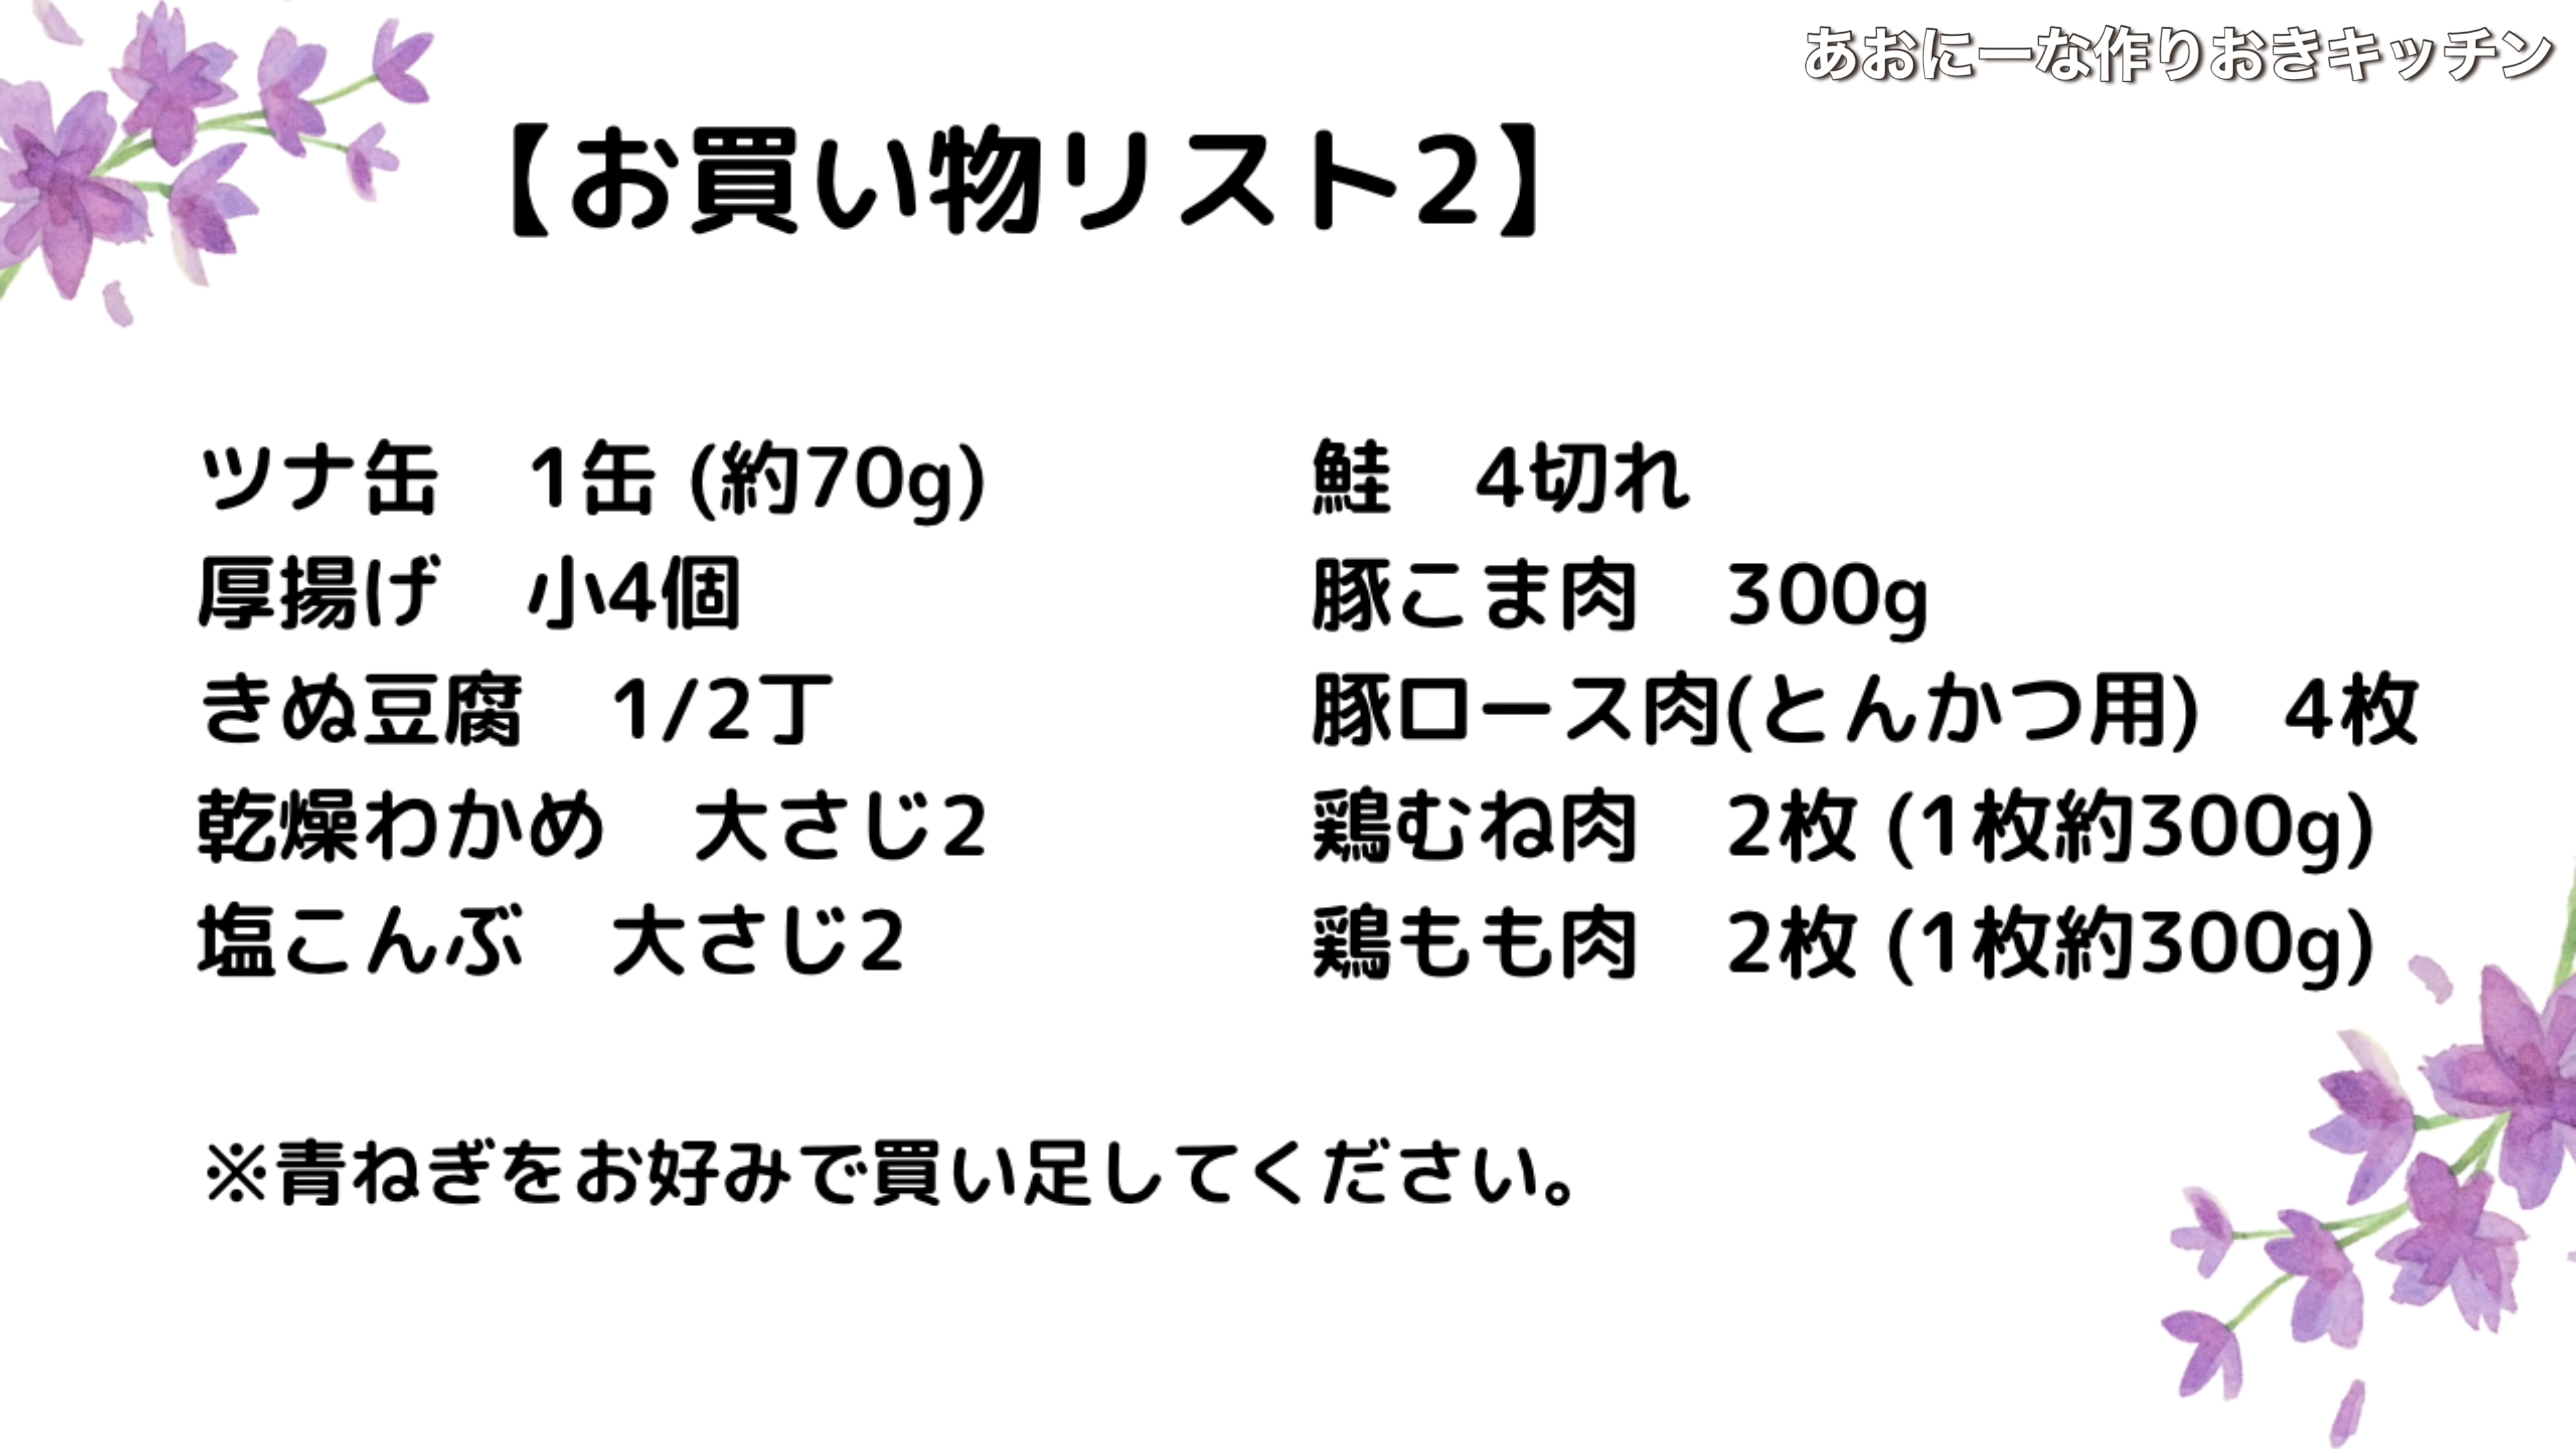 あおにーな作りおきキッチン
【お買い物リスト2】
ツナ缶　1缶 (約70g)
厚揚げ　小4個
きぬ豆腐　1/2丁
乾燥わかめ　大さじ2
塩こんぶ　大さじ2
鮭　4切れ
豚こま肉　300g
豚ロース肉(とんかつ用)　4枚
鶏むね肉　2枚 (1枚約300g)
鶏もも肉　2枚 (1枚約300g)
※青ねぎをお好みで買い足してください。